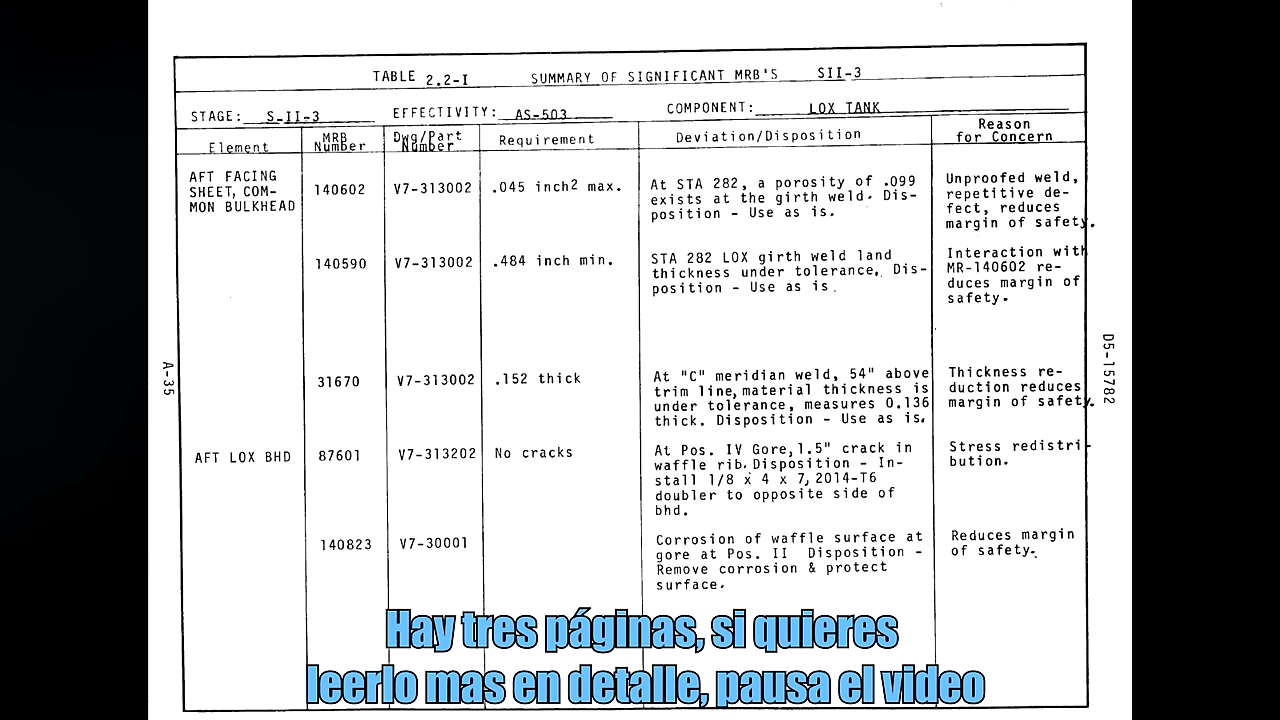 TABLE 2.2-I SUMMARY OF SIGNIFICANT MRB'S SII-3
STAGE: S-II-3 EFFECTIVITY: AS-503 COMPONENT: LOX TANK
Element MRB Number Dwg/Part Number Requirement Deviation/Disposition Reason for Concern
AFT FACING
SHEET, COM-
MON BULKHEAD
140602
V7-313002
.045 inch2 max.
At STA 282, a porosity of .099
exists at the girth weld. Dis-
position - Use as is.
Unproofed weld,
repetitive de-
fect, reduces
margin of safety.
140590
V7-313002
.484 inch min.
STA 282 LOX girth weld land
thickness under tolerance. Dis-
position - Use as is.
Interaction with
MR-140602 re-
duces margin of
safety.
31670
V7-313002
.152 thick
At "C" meridian weld, 54" above
trim line, material thickness is
under tolerance, measures 0.136
thick. Disposition - Use as is.
Thickness re-
duction reduces
margin of safety.
AFT LOX BHD
87601
V7-313202
No cracks
At Pos. IV Gore, 1.5" crack in
waffle rib. Disposition - In-
stall 1/8 x 4 x 7, 2014-T6
doubler to opposite side of
bhd.
Stress redistri-
bution.
140823
V7-30001
Corrosion of waffle surface at
gore at Pos. II Disposition -
Remove corrosion & protect
surface.
Reduces margin
of safety.
A-35
D5-15782
Hay tres páginas, si quieres
leerlo mas en detalle, pausa el video